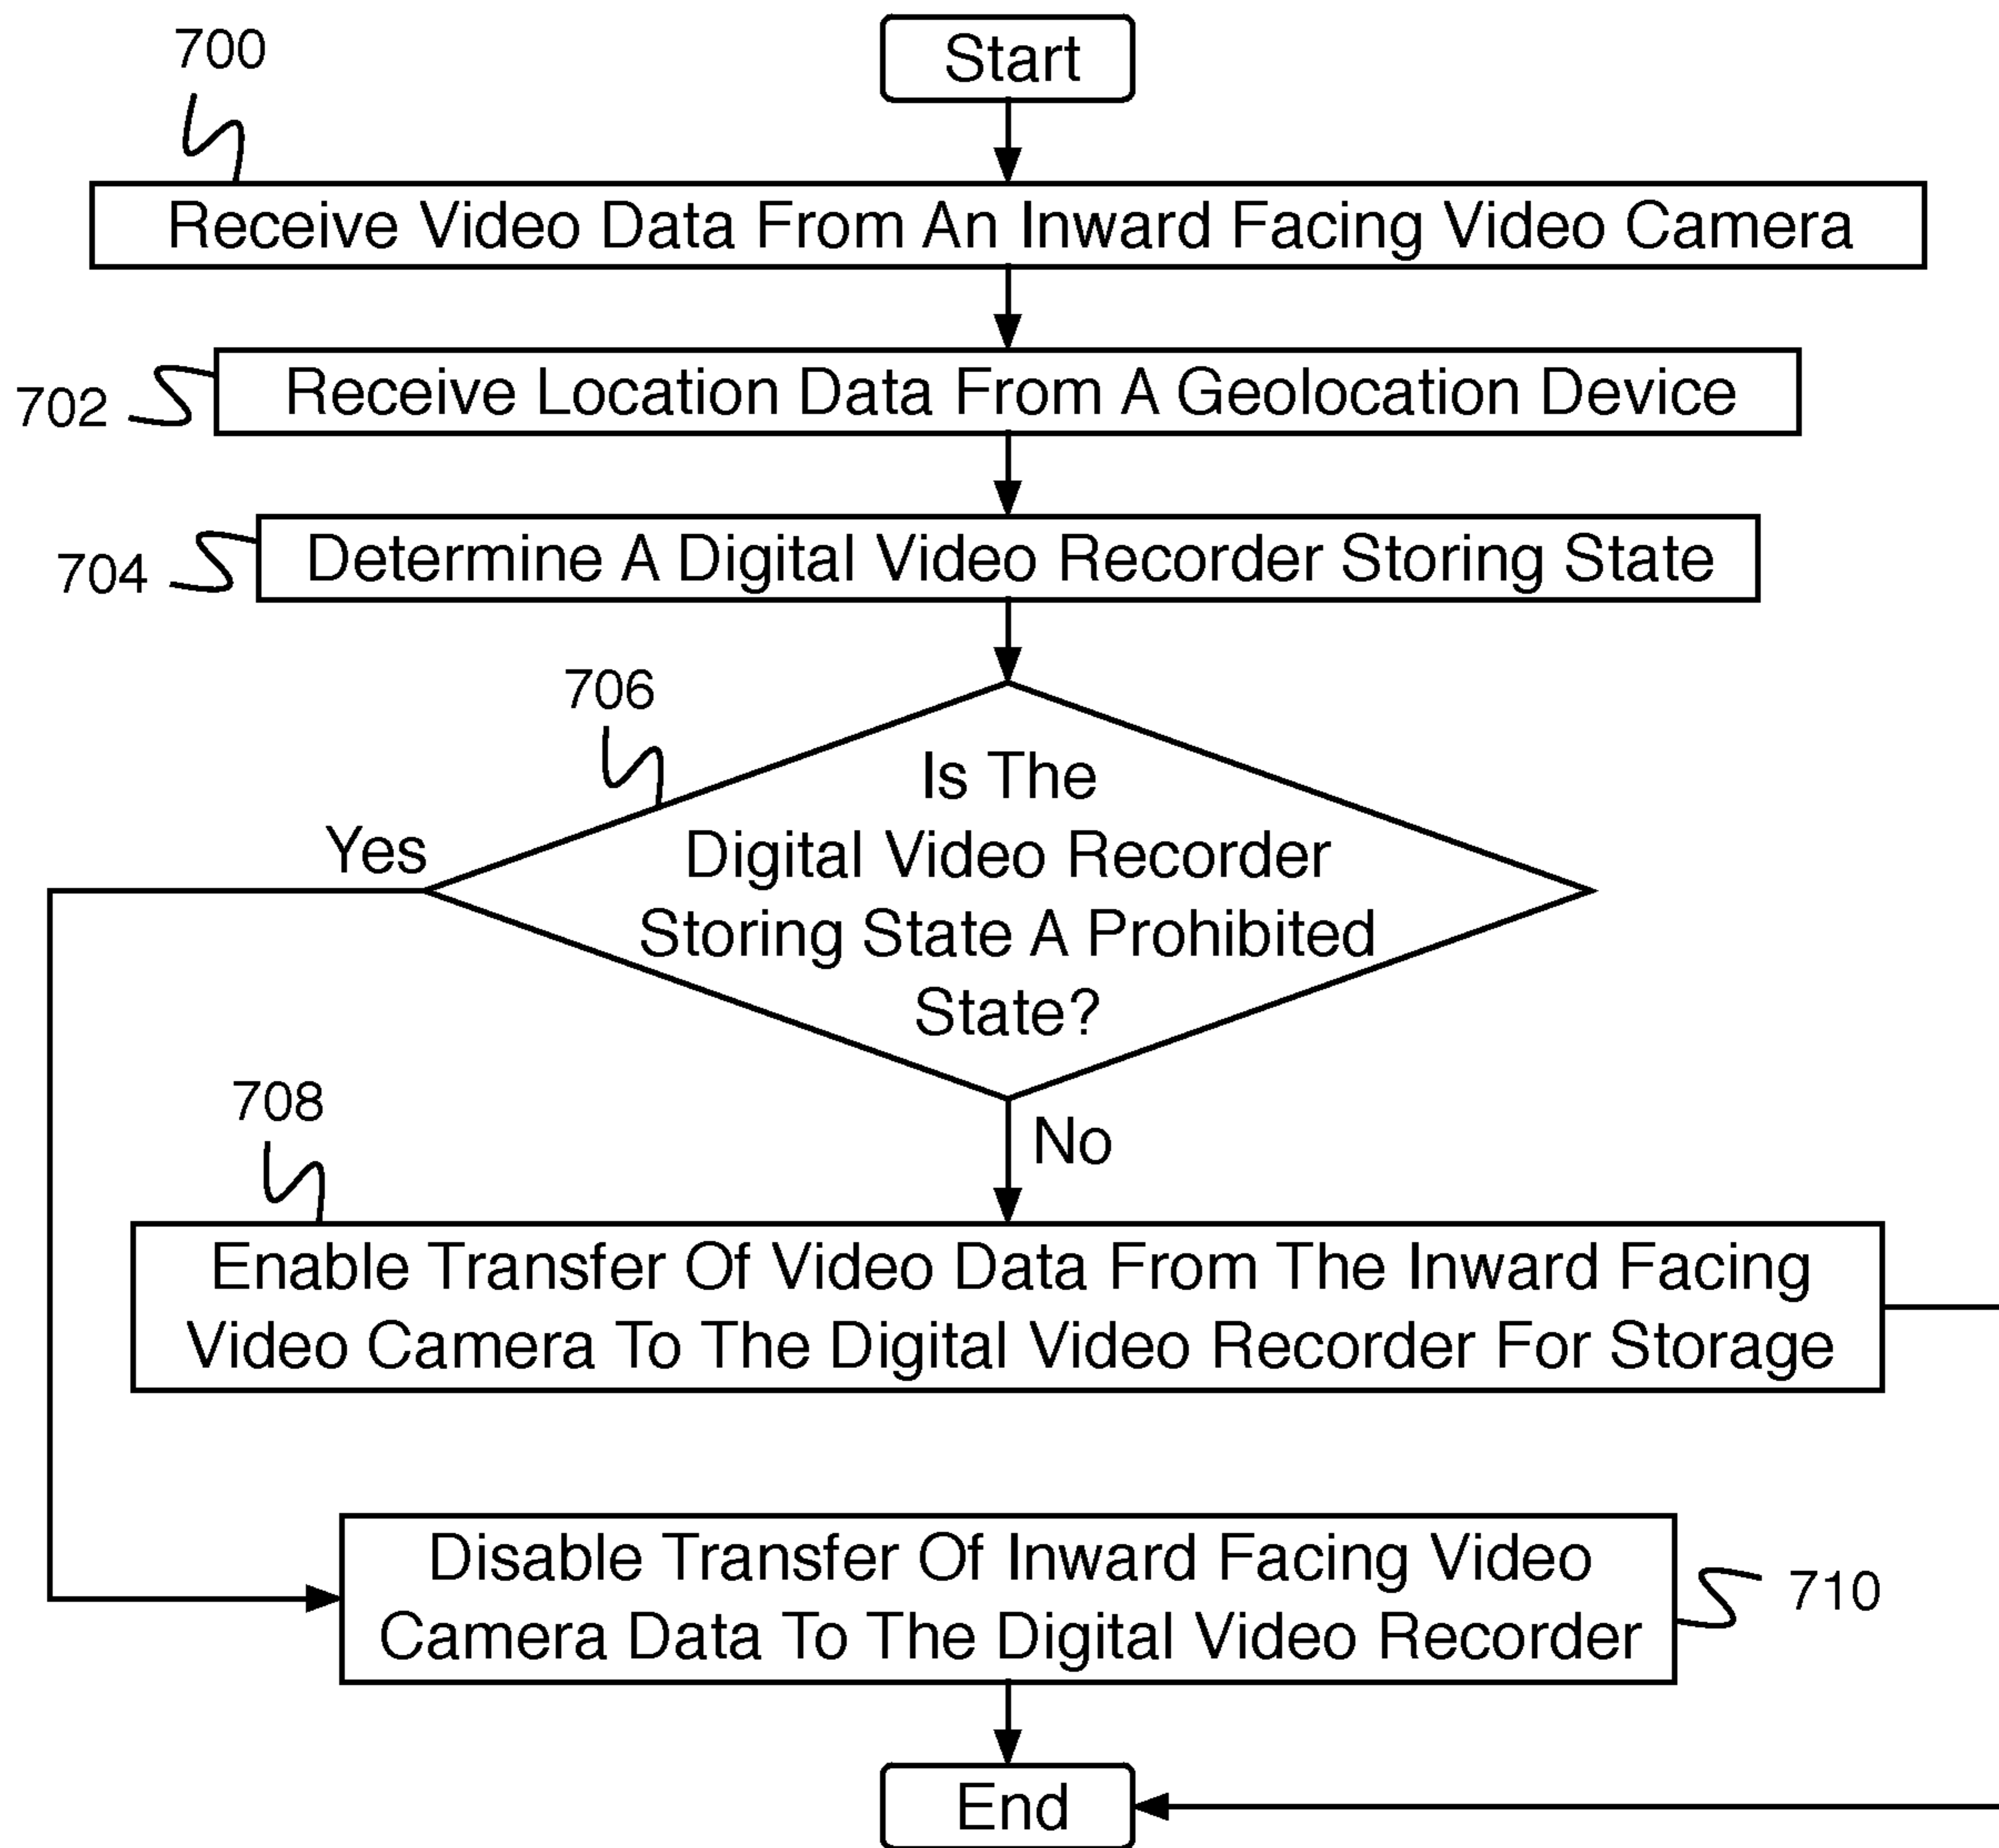 Start
700
Receive Video Data From An Inward Facing Video Camera
702
Receive Location Data From A Geolocation Device
704
Determine A Digital Video Recorder Storing State
706
Is The
Digital Video Recorder
Storing State A Prohibited
State?
Yes
No
708
Enable Transfer Of Video Data From The Inward Facing
Video Camera To The Digital Video Recorder For Storage
Disable Transfer Of Inward Facing Video
Camera Data To The Digital Video Recorder
710
End